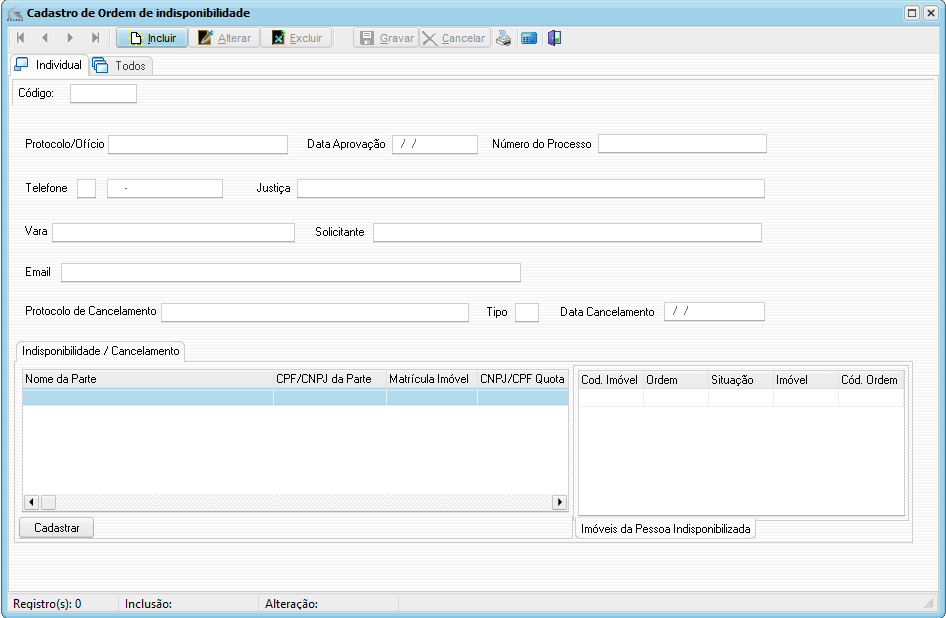 Cadastro de Ordem de indisponibilidade
Incluir Alterar Excluir Gravar Cancelar
Individual Todos
Código:
Protocolo/Ofício Data Aprovação / / Número do Processo
Telefone - Justiça
Vara Solicitante
Email
Protocolo de Cancelamento Tipo Data Cancelamento / /
Indisponibilidade / Cancelamento
Nome da Parte CPF/CNPJ da Parte Matrícula Imóvel CNPJ/CPF Quota
Cod. Imóvel Ordem Situação Imóvel Cód. Ordem
Cadastrar
Imóveis da Pessoa Indisponibilizada
Registro(s): 0 Inclusão: Alteração: